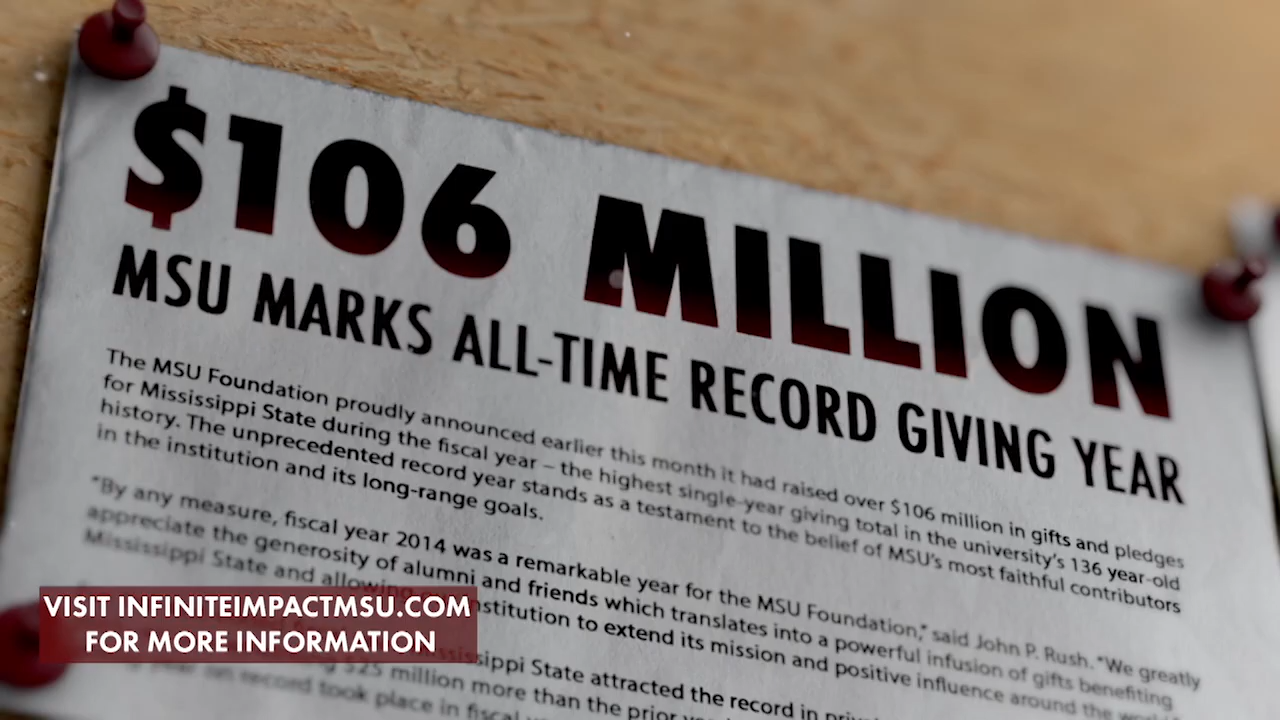 $106 MILLION
MSU MARKS ALL-TIME RECORD GIVING YEAR
The MSU Foundation proudly announced earlier this month it had raised over $106 million in gifts and pledges
for Mississippi State during the fiscal year – the highest single-year giving total in the university's 136 year-old
history. The unprecedented record year stands as a testament to the belief of MSU's most faithful contributors
in the institution and its long-range goals.
"By any measure, fiscal year 2014 was a remarkable year for the MSU Foundation," said John P. Rush. "We greatly
appreciate the generosity of alumni and friends which translates into a powerful infusion of gifts benefiting
Mississippi State and allowing our institution to extend its mission and positive influence around the
Mississippi State attracted the record in
$25 million more than the prior
year on record took place in fiscal
VISIT INFINITEIMPACTMSU.COM
FOR MORE INFORMATION